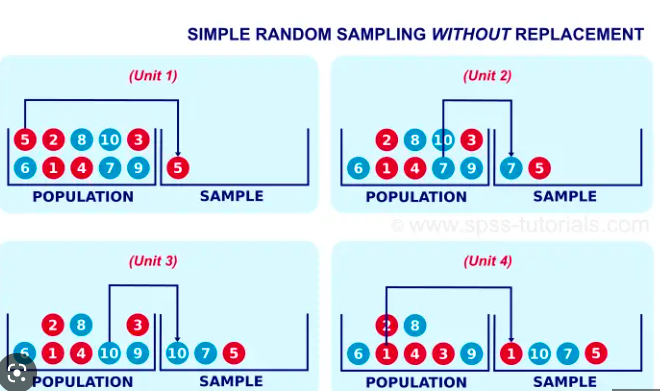 SIMPLE RANDOM SAMPLING WITHOUT REPLACEMENT
(Unit 1)
5 2 8 10 3
6 1 4 7 9 5
POPULATION SAMPLE
(Unit 2)
2 8 10 3
6 1 4 7 9 7 5
POPULATION SAMPLE
© www.spss-tutorials.com
(Unit 3)
2 8 3
6 1 4 10 9 10 7 5
POPULATION SAMPLE
(Unit 4)
2 8
6 1 4 3 9 1 10 7 5
POPULATION SAMPLE